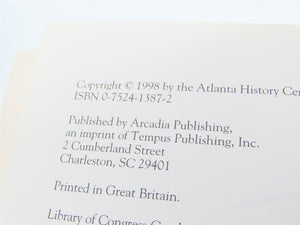 Copyright © 1998 by the Atlanta History Cen
ISBN 0-7524-1387-2
Published by Arcadia Publishing,
an imprint of Tempus Publishing, Inc.
2 Cumberland Street
Charleston, SC 29401
Printed in Great Britain.
Library of Congress